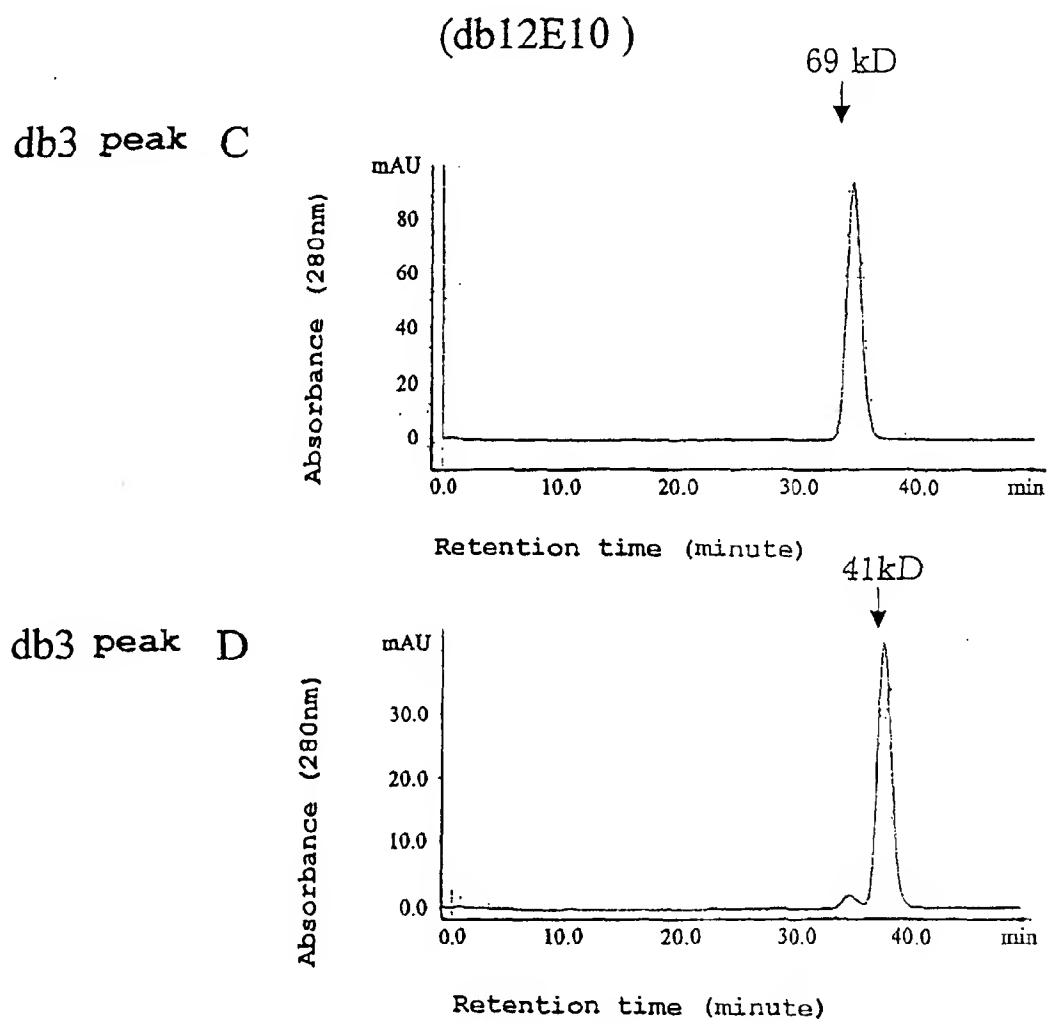 (db12E10 )
69 kD
db3 peak C
mAU
80
60
40
20
0
Absorbance (280nm)
0.0 10.0 20.0 30.0 40.0 min
Retention time (minute)
41kD
db3 peak D
mAU
30.0
20.0
10.0
0.0
Absorbance (280nm)
0.0 10.0 20.0 30.0 40.0 min
Retention time (minute)